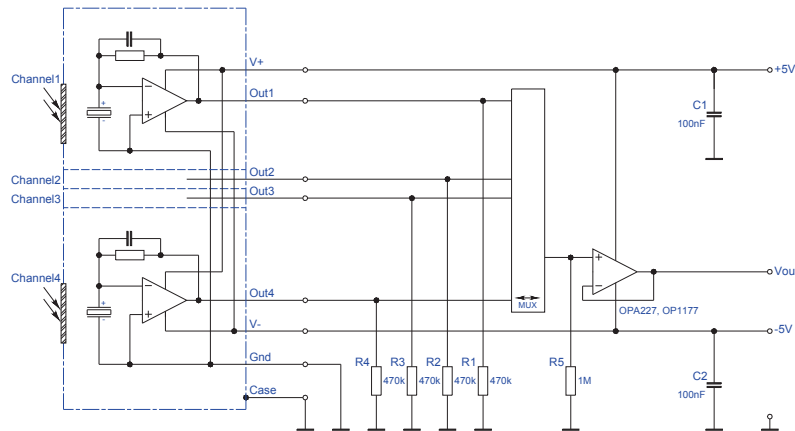 V+
+5V
Channel1
Out1
C1
100nF
Channel2
Out2
Channel3
Out3
MUX
Channel4
Out4
Vou
OPA227, OP1177
V-
-5V
Gnd
R4
R3
R2
R1
R5
C2
470k
470k
470k
470k
1M
100nF
Case